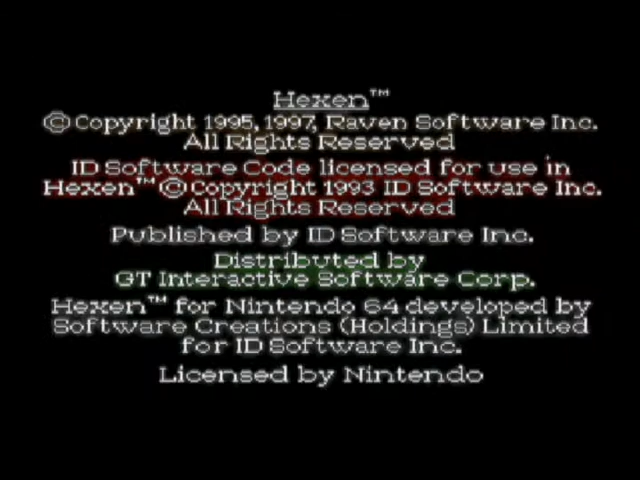 Hexen™
©Copyright 1995, 1997, Raven Software Inc.
All Rights Reserved
ID Software Code licensed for use in
Hexen™ ©Copyright 1993 ID Software Inc.
All Rights Reserved
Published by ID Software Inc.
Distributed by
GT Interactive Software Corp.
Hexen™ for Nintendo 64 developed by
Software Creations (Holdings) Limited
for ID Software Inc.
Licensed by Nintendo